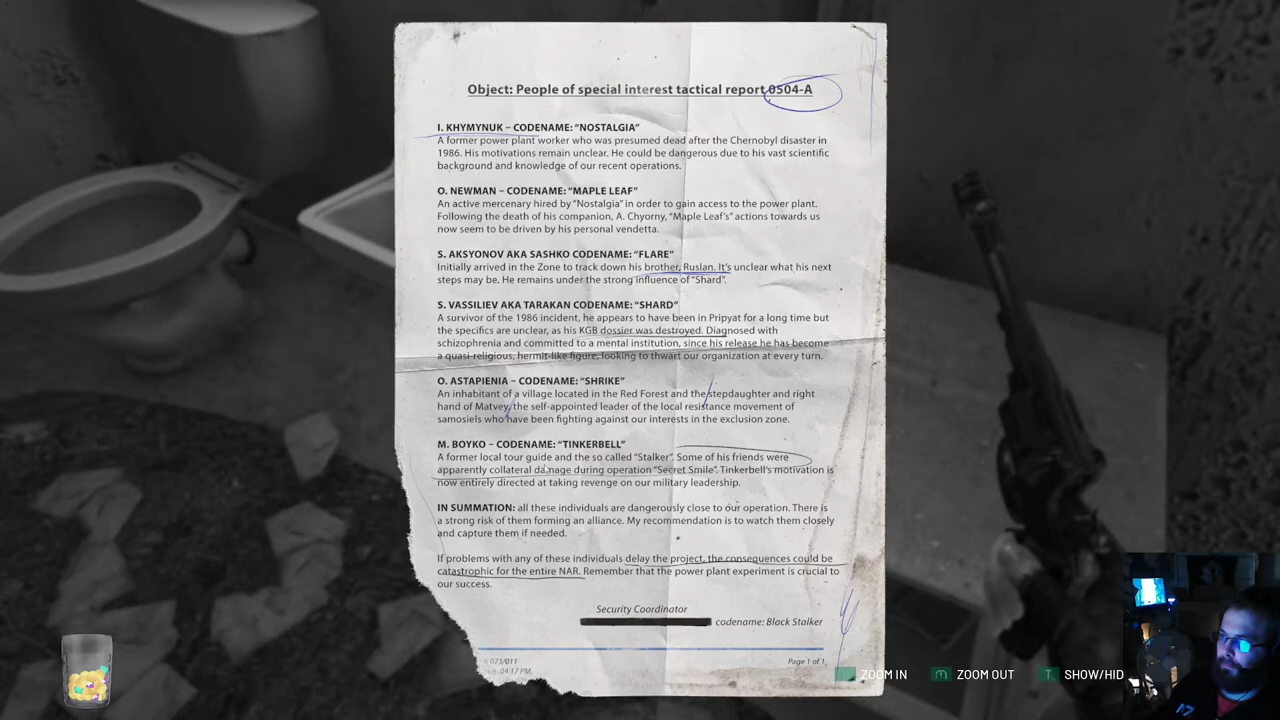 Object: People of special interest tactical report 0504-A
I. KHYMYNUK – CODENAME: "NOSTALGIA"
A former power plant worker who was presumed dead after the Chernobyl disaster in
1986. His motivations remain unclear. He could be dangerous due to his vast scientific
background and knowledge of our recent operations.
O. NEWMAN – CODENAME: "MAPLE LEAF"
An active mercenary hired by "Nostalgia" in order to gain access to the power plant.
Following the death of his companion, A. Chyorny, "Maple Leaf's" actions towards us
now seem to be driven by his personal vendetta.
S. AKSYONOV AKA SASHKO CODENAME: "FLARE"
Initially arrived in the Zone to track down his brother, Ruslan. It's unclear what his next
steps may be. He remains under the strong influence of "Shard".
S. VASSILIEV AKA TARAKAN CODENAME: "SHARD"
A survivor of the 1986 incident, he appears to have been in Pripyat for a long time but
the specifics are unclear, as his KGB dossier was destroyed. Diagnosed with
schizophrenia and committed to a mental institution, since his release he has become
a quasi-religious, hermit-like figure, looking to thwart our organization at every turn.
O. ASTAPIENIA – CODENAME: "SHRIKE"
An inhabitant of a village located in the Red Forest and the stepdaughter and right
hand of Matvey, the self-appointed leader of the local resistance movement of
samosiels who have been fighting against our interests in the exclusion zone.
M. BOYKO – CODENAME: "TINKERBELL"
A former local tour guide and the so called "Stalker". Some of his friends were
apparently collateral damage during operation "Secret Smile". Tinkerbell's motivation is
now entirely directed at taking revenge on our military leadership.
IN SUMMATION: all these individuals are dangerously close to our operation. There is
a strong risk of them forming an alliance. My recommendation is to watch them closely
and capture them if needed.
If problems with any of these individuals delay the project, the consequences could be
catastrophic for the entire NAR. Remember that the power plant experiment is crucial to
our success.
Security Coordinator
codename: Black Stalker
073/011
04:17 PM
Page 1 of 1
ZOOM IN
ZOOM OUT
T SHOW/HID